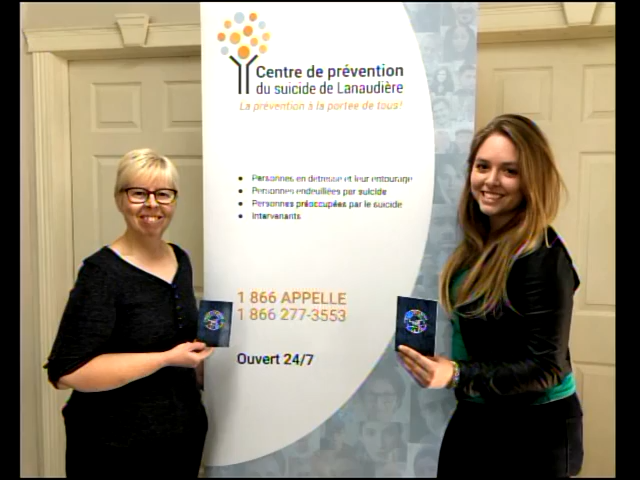 Centre de prévention
du suicide de Lanaudière
La prévention à la portée de tous!
• Personnes en détresse et leur entourage
• Personnes endeuillées par suicide
• Personnes préoccupées par le suicide
• Intervenants
1 866 APPELLE
1 866 277-3553
Ouvert 24/7